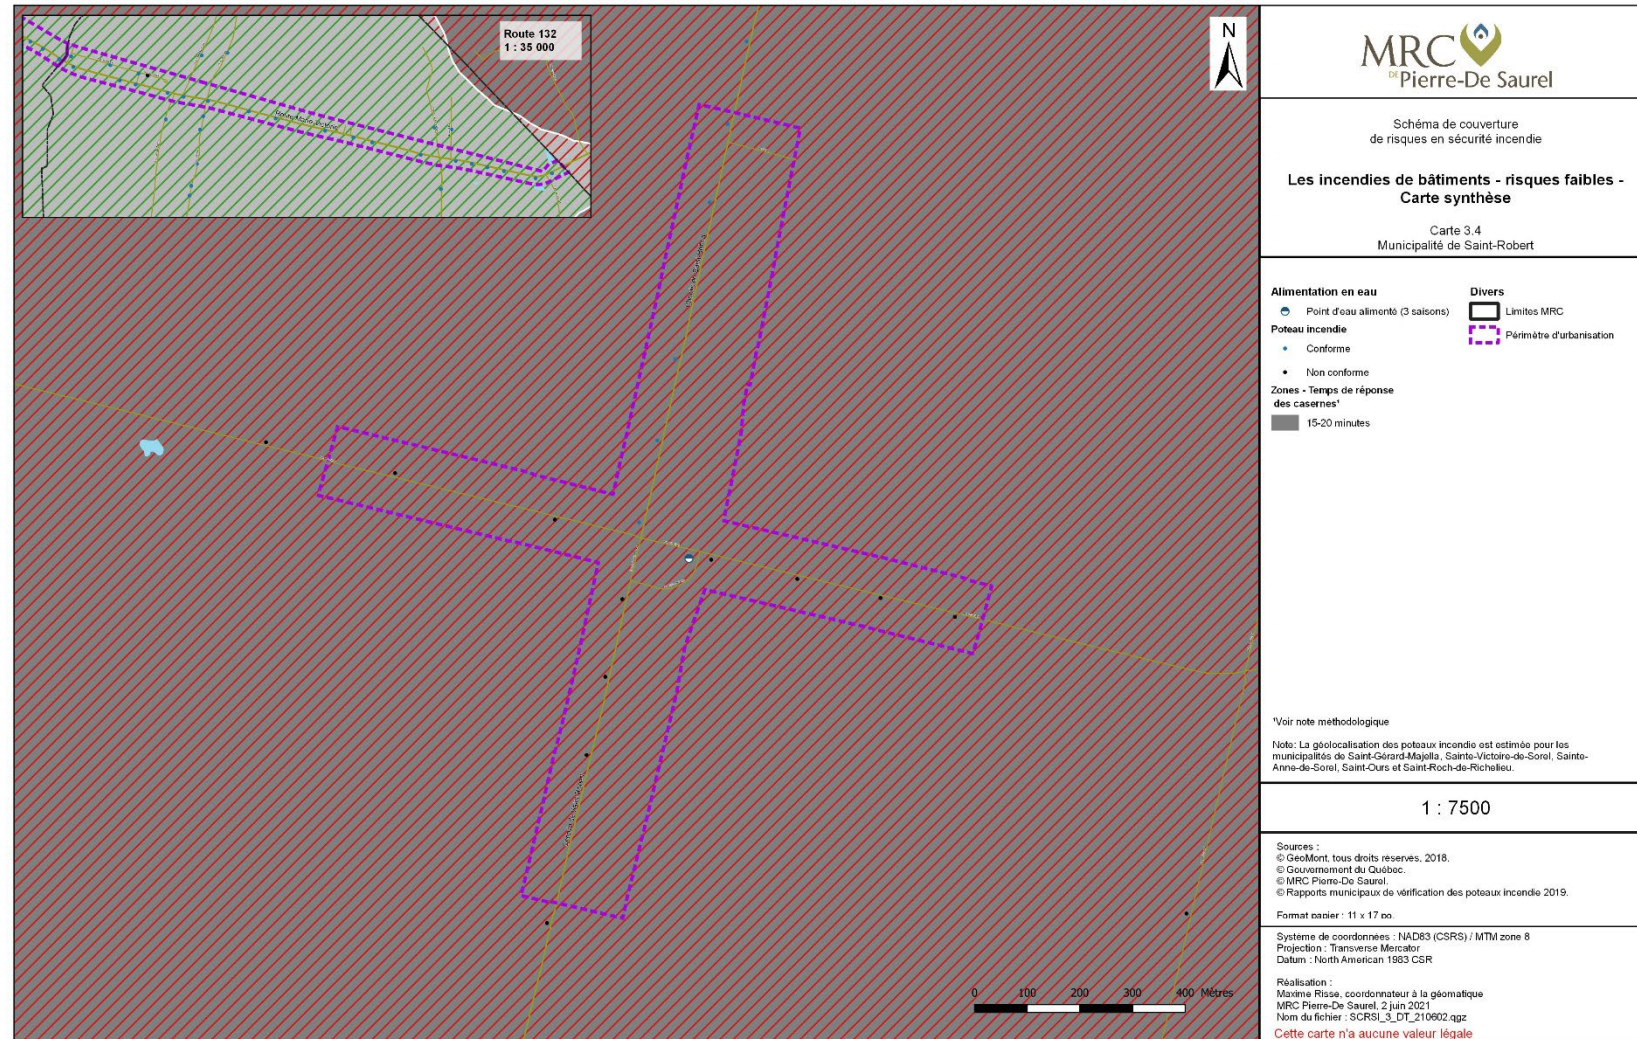 Route 132
1 : 35 000
N
MRC
DE Pierre-De Saurel
Schéma de couverture
de risques en sécurité incendie
Les incendies de bâtiments - risques faibles -
Carte synthèse
Carte 3.4
Municipalité de Saint-Robert
Alimentation en eau
Point d'eau alimenté (3 saisons)
Poteau incendie
Conforme
Non conforme
Zones - Temps de réponse
des casernes¹
15-20 minutes
Divers
Limites MRC
Périmètre d'urbanisation
¹Voir note méthodologique
Note: La géolocalisation des poteaux incendie est estimée pour les
municipalités de Saint-Gérard-Majella, Sainte-Victoire-de-Sorel, Sainte-
Anne-de-Sorel, Saint-Ours et Saint-Roch-de-Richelieu.
1 : 7500
Sources :
© GéoMont, tous droits réservés, 2018.
© Gouvernement du Québec.
© MRC Pierre-De Saurel.
© Rapports municipaux de vérification des poteaux incendie 2019.
Format papier : 11 x 17 po.
Système de coordonnées : NAD83 (CSRS) / MTM zone 8
Projection : Transverse Mercator
Datum : North American 1983 CSR
Réalisation :
Maxime Risse, coordonnateur à la géomatique
MRC Pierre-De Saurel, 2 juin 2021
Nom du fichier : SCRSI_3_DT_210602.qgz
Cette carte n'a aucune valeur légale
0 100 200 300 400 Mètres